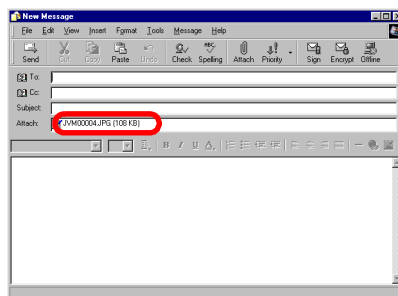 New Message
File Edit View Insert Format Tools Message Help
Send Cut Copy Paste Undo Check Spelling Attach Priority Sign Encrypt Offline
To:
Cc:
Subject:
Attach: JVM00004.JPG (108 KB)
B I U A